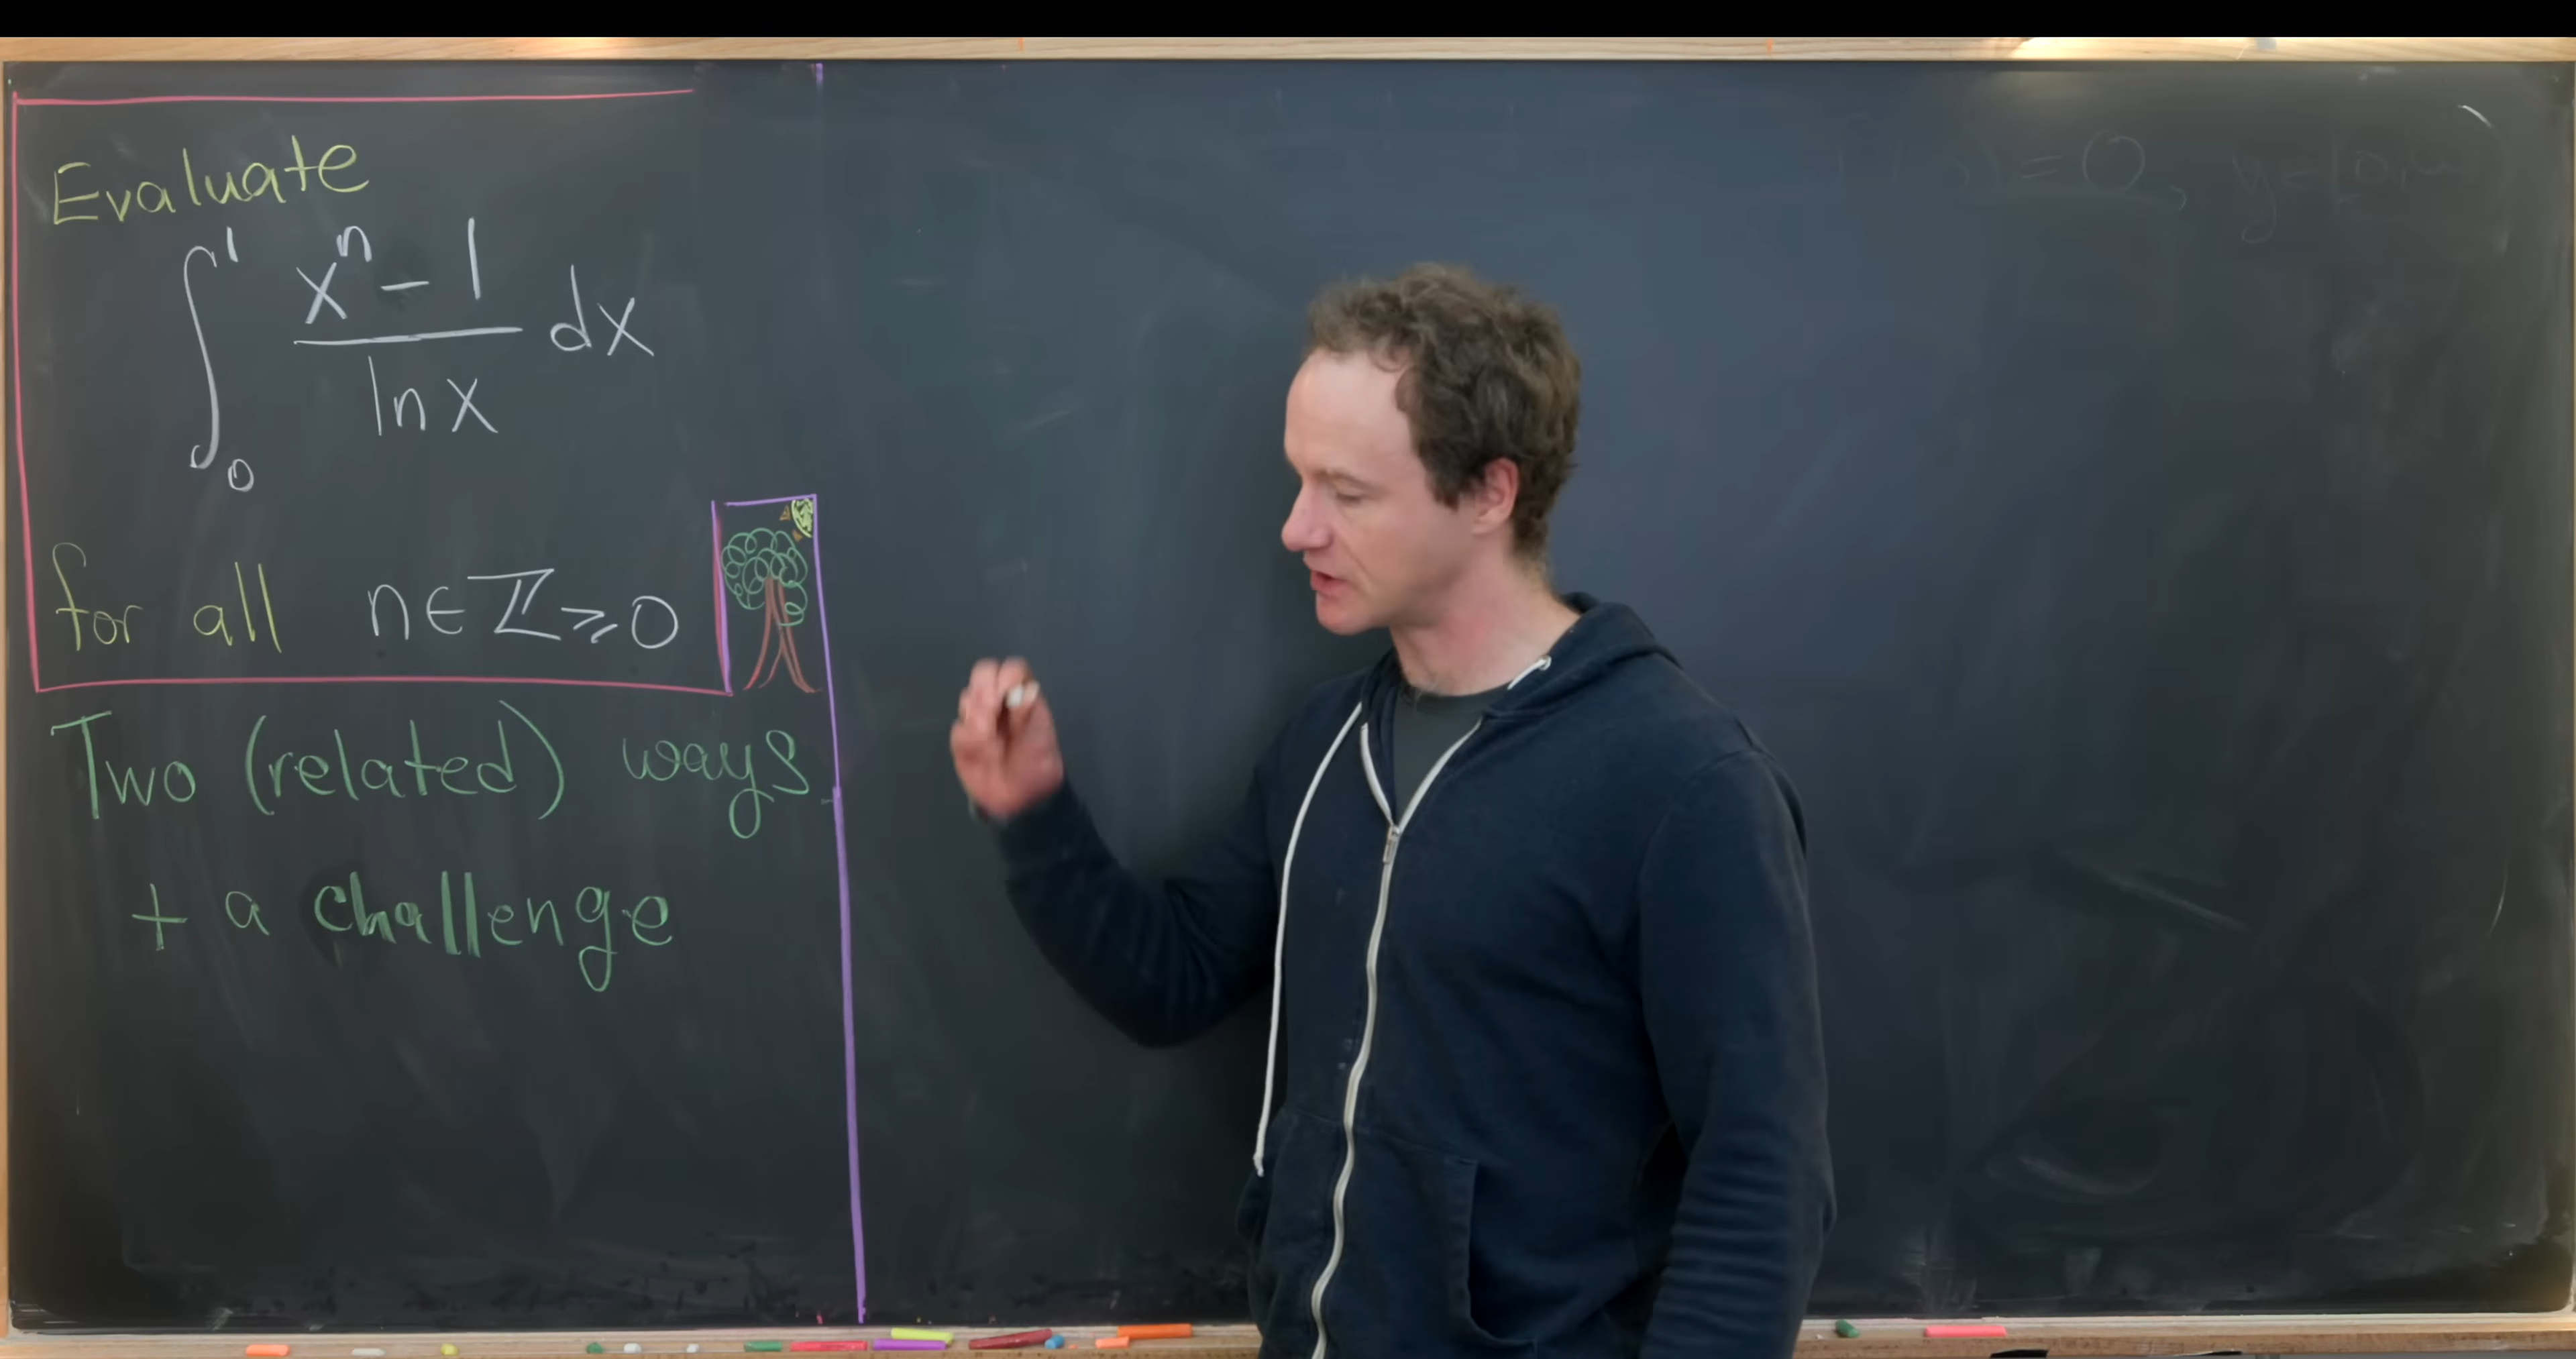 Evaluate
∫₀¹ (xⁿ - 1)/(ln x) dx
for all n ∈ ℤ ≥ 0
Two (related) ways
+ a challenge